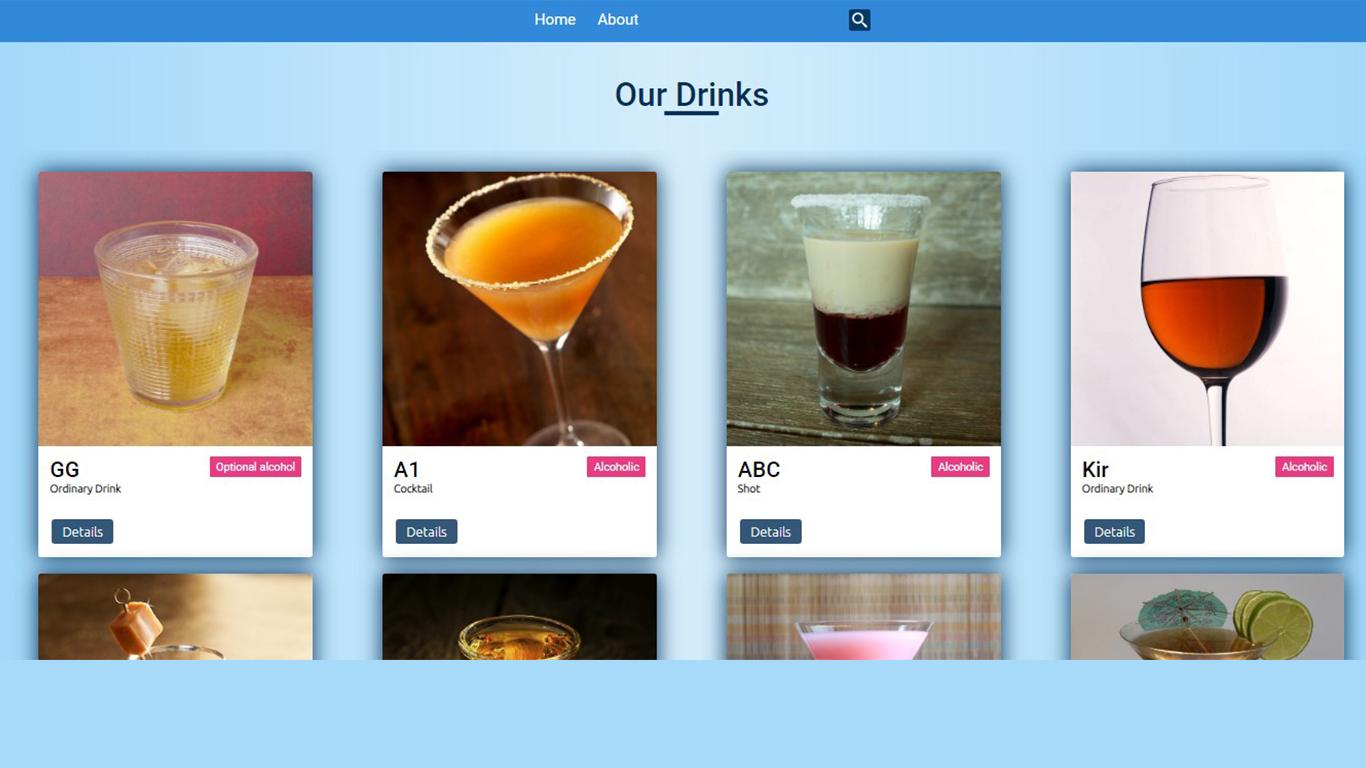 Home About
Our Drinks
GG
Optional alcohol
Ordinary Drink
Details
A1
Alcoholic
Cocktail
Details
ABC
Alcoholic
Shot
Details
Kir
Alcoholic
Ordinary Drink
Details